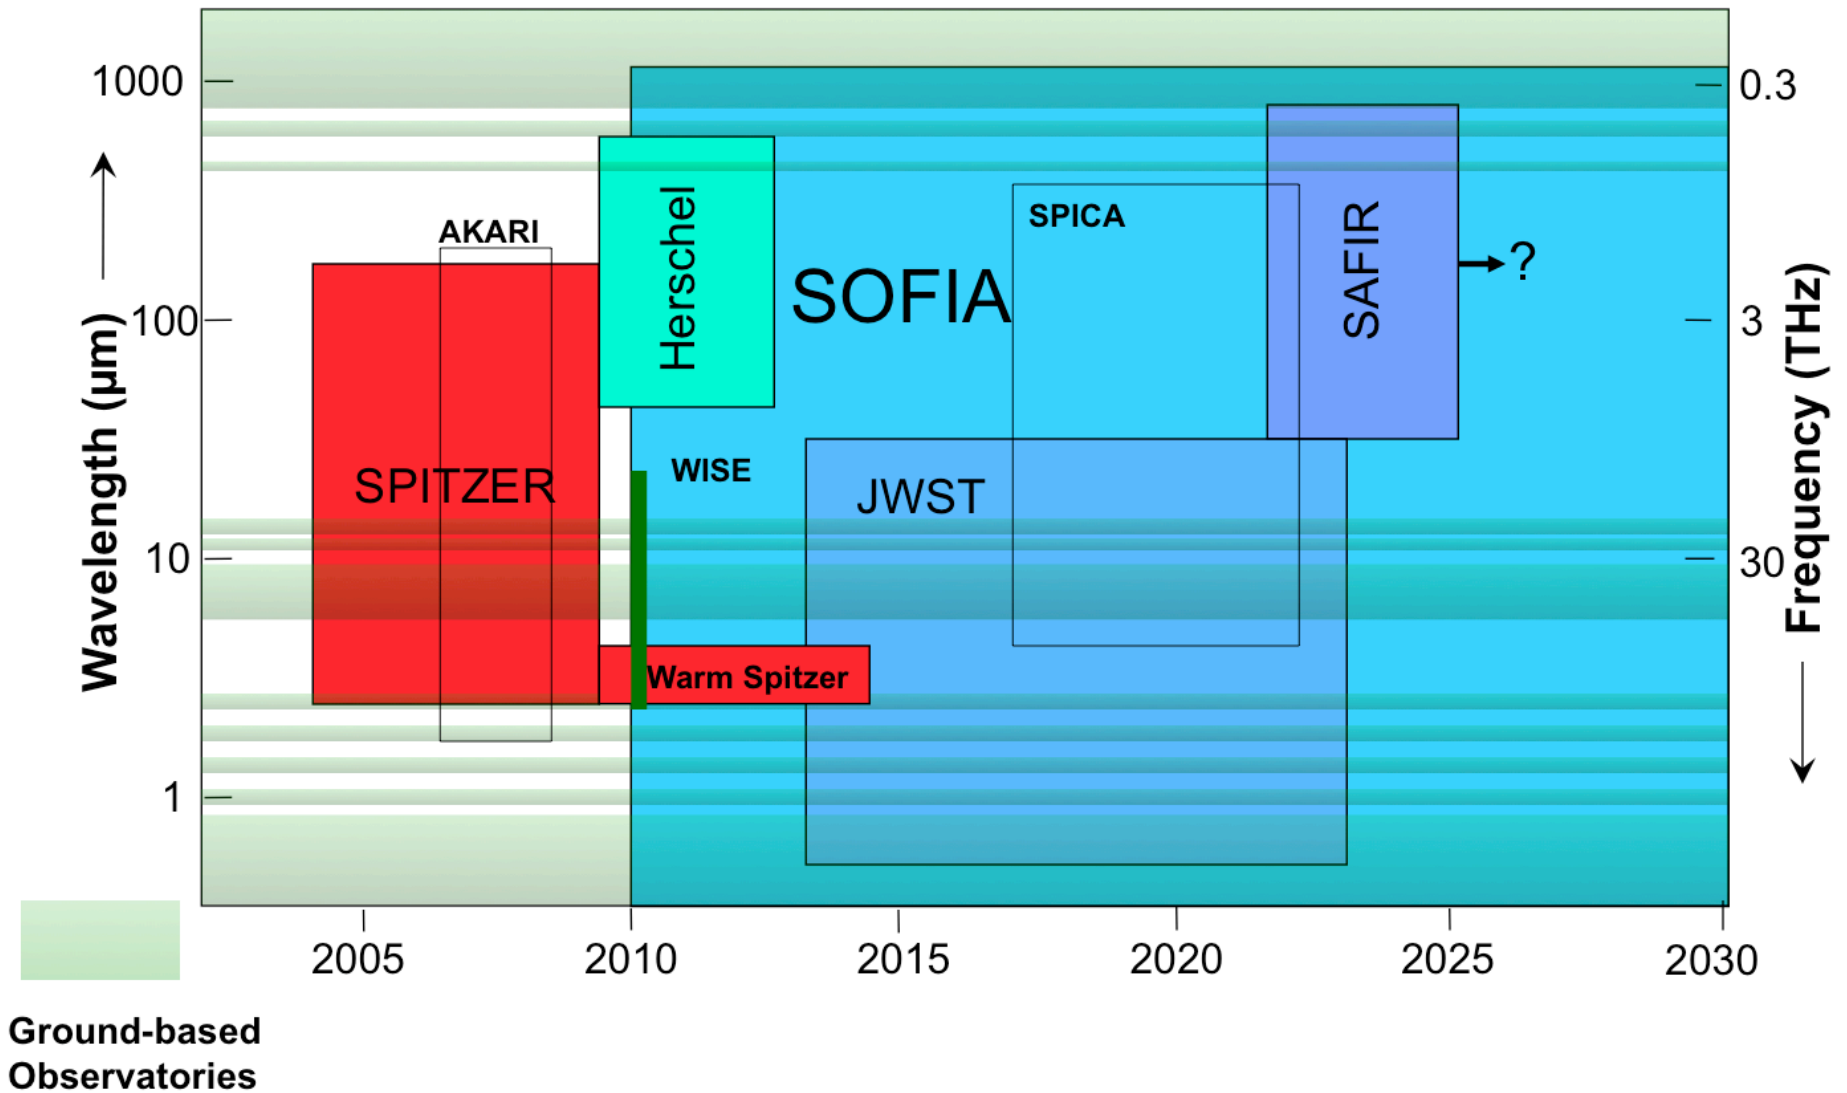 1000
0.3
Herschel
SPICA
AKARI
SAFIR
?
SOFIA
100
3
Wavelength (µm)
Frequency (THz)
WISE
SPITZER
JWST
10
30
Warm Spitzer
1
2005
2010
2015
2020
2025
2030
Ground-based
Observatories